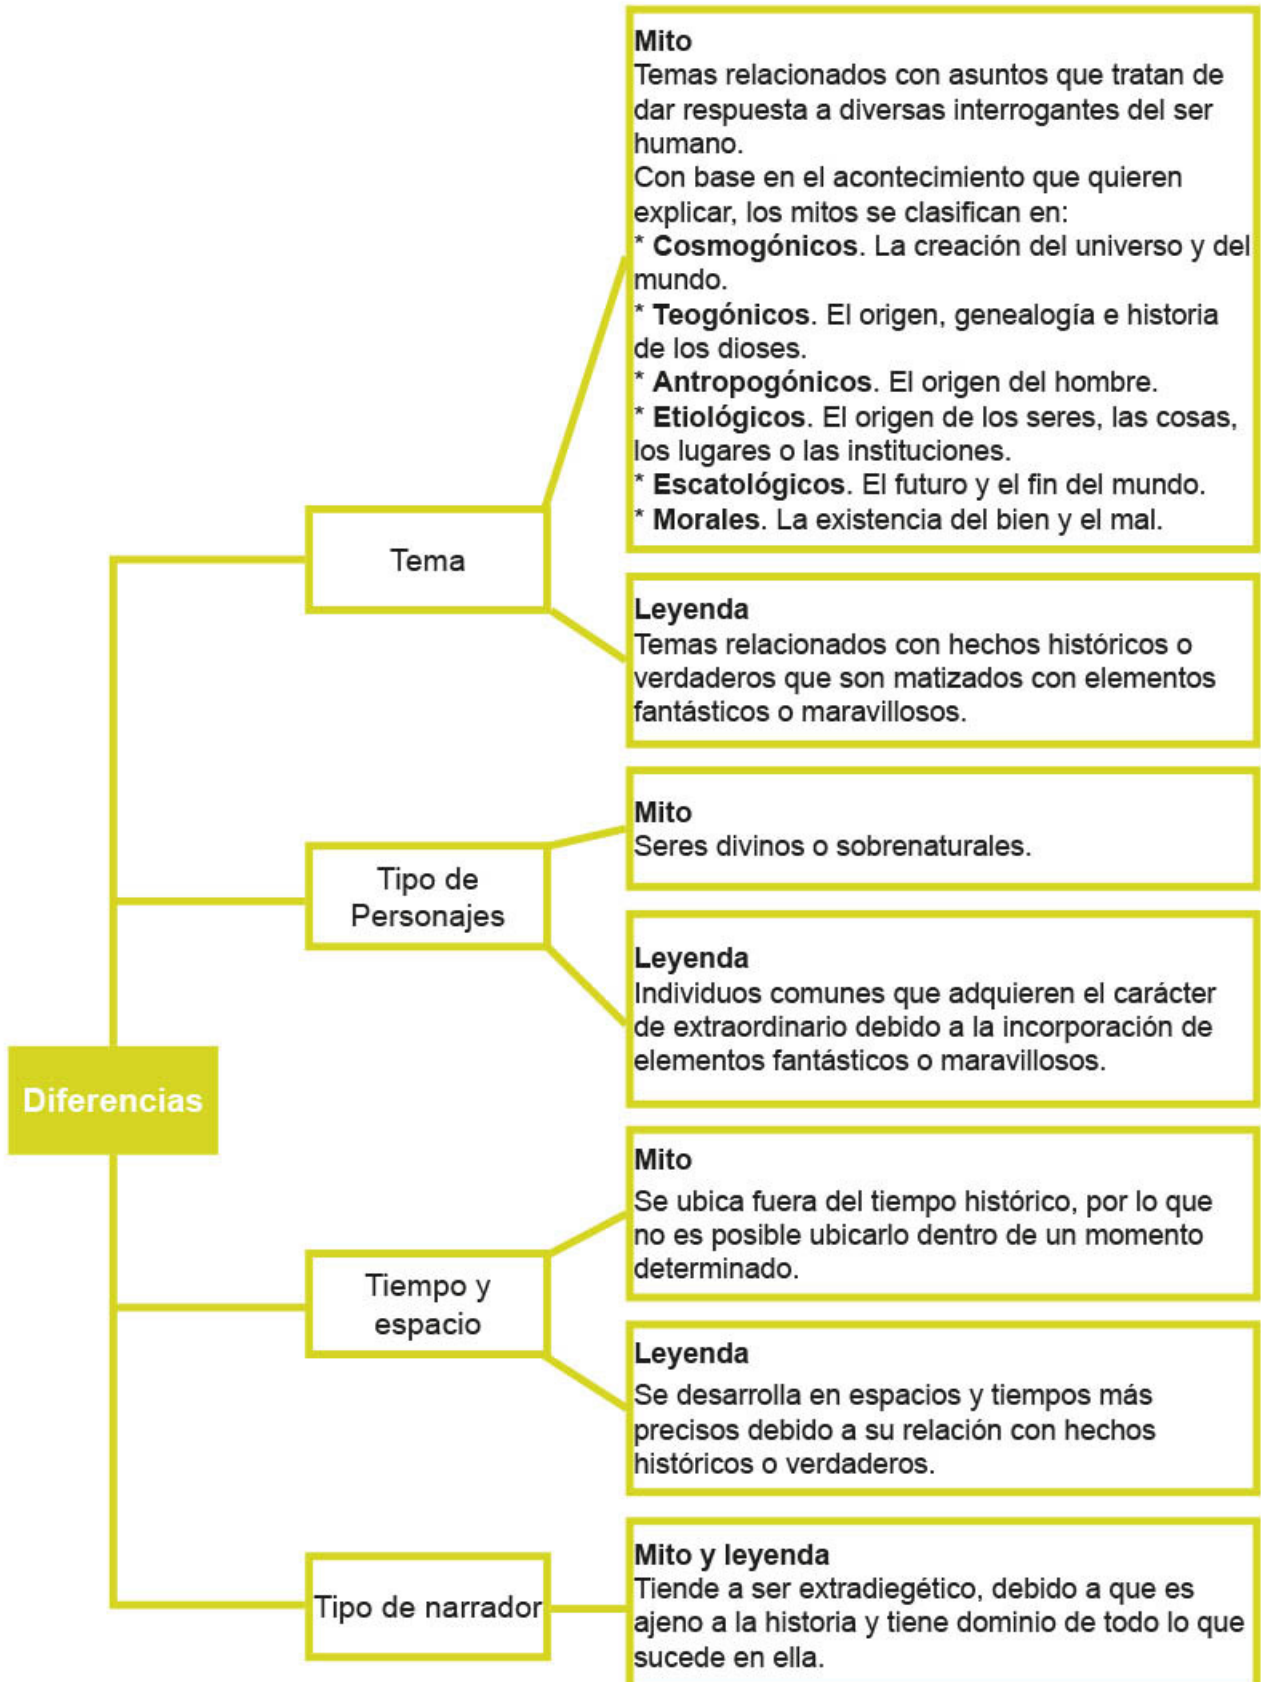 Mito
Temas relacionados con asuntos que tratan de
dar respuesta a diversas interrogantes del ser
humano.
Con base en el acontecimiento que quieren
explicar, los mitos se clasifican en:
* Cosmogónicos. La creación del universo y del
mundo.
* Teogónicos. El origen, genealogía e historia
de los dioses.
* Antropogónicos. El origen del hombre.
* Etiológicos. El origen de los seres, las cosas,
los lugares o las instituciones.
* Escatológicos. El futuro y el fin del mundo.
* Morales. La existencia del bien y el mal.
Tema
Leyenda
Temas relacionados con hechos históricos o
verdaderos que son matizados con elementos
fantásticos o maravillosos.
Mito
Seres divinos o sobrenaturales.
Tipo de
Personajes
Leyenda
Individuos comunes que adquieren el carácter
de extraordinario debido a la incorporación de
elementos fantásticos o maravillosos.
Diferencias
Mito
Se ubica fuera del tiempo histórico, por lo que
no es posible ubicarlo dentro de un momento
determinado.
Tiempo y
espacio
Leyenda
Se desarrolla en espacios y tiempos más
precisos debido a su relación con hechos
históricos o verdaderos.
Tipo de narrador
Mito y leyenda
Tiende a ser extradiegético, debido a que es
ajeno a la historia y tiene dominio de todo lo que
sucede en ella.